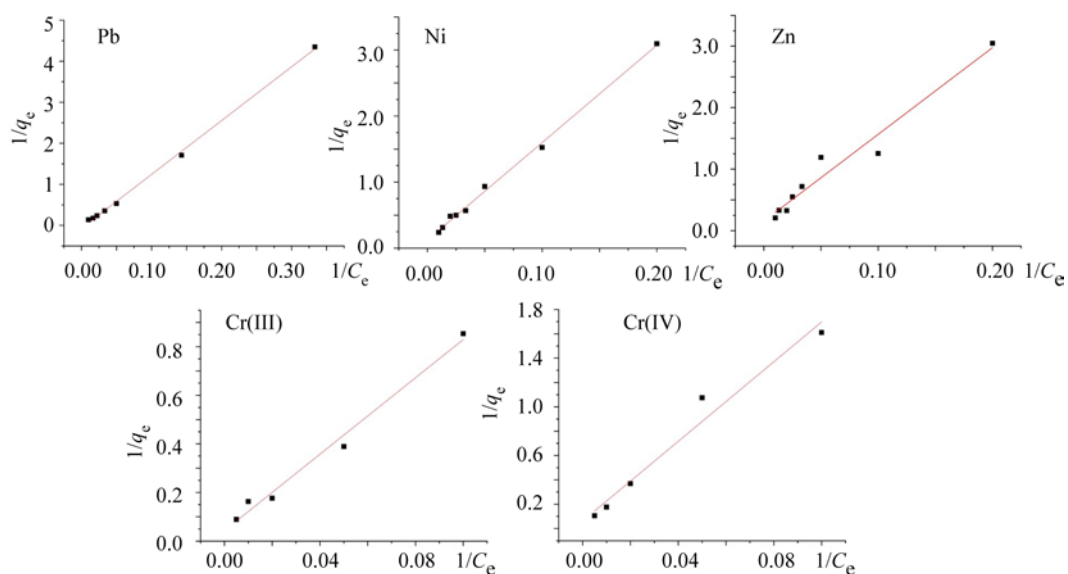 Pb
1/qe
5
4
3
2
1
0
0.00 0.10 0.20 0.30 1/Ce
Ni
1/qe
3.0
2.0
1.0
0.0
0.00 0.10 0.20 1/Ce
Zn
1/qe
3.0
2.0
1.0
0.0
0.00 0.10 0.20 1/Ce
Cr(III)
1/qe
0.8
0.6
0.4
0.2
0.0
0.00 0.04 0.08 1/Ce
Cr(IV)
1/qe
1.8
1.4
1.0
0.6
0.2
0.00 0.04 0.08 1/Ce